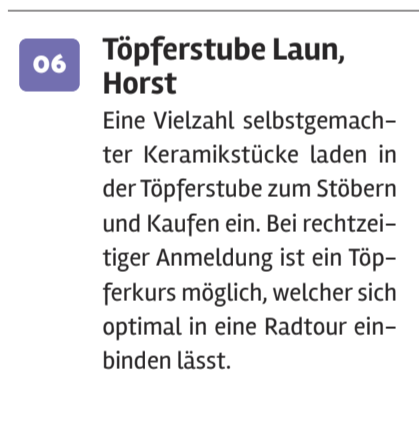 06
Töpferstube Laun,
Horst
Eine Vielzahl selbstgemach-
ter Keramikstücke laden in
der Töpferstube zum Stöbern
und Kaufen ein. Bei rechtzei-
tiger Anmeldung ist ein Töp-
ferkurs möglich, welcher sich
optimal in eine Radtour ein-
binden lässt.